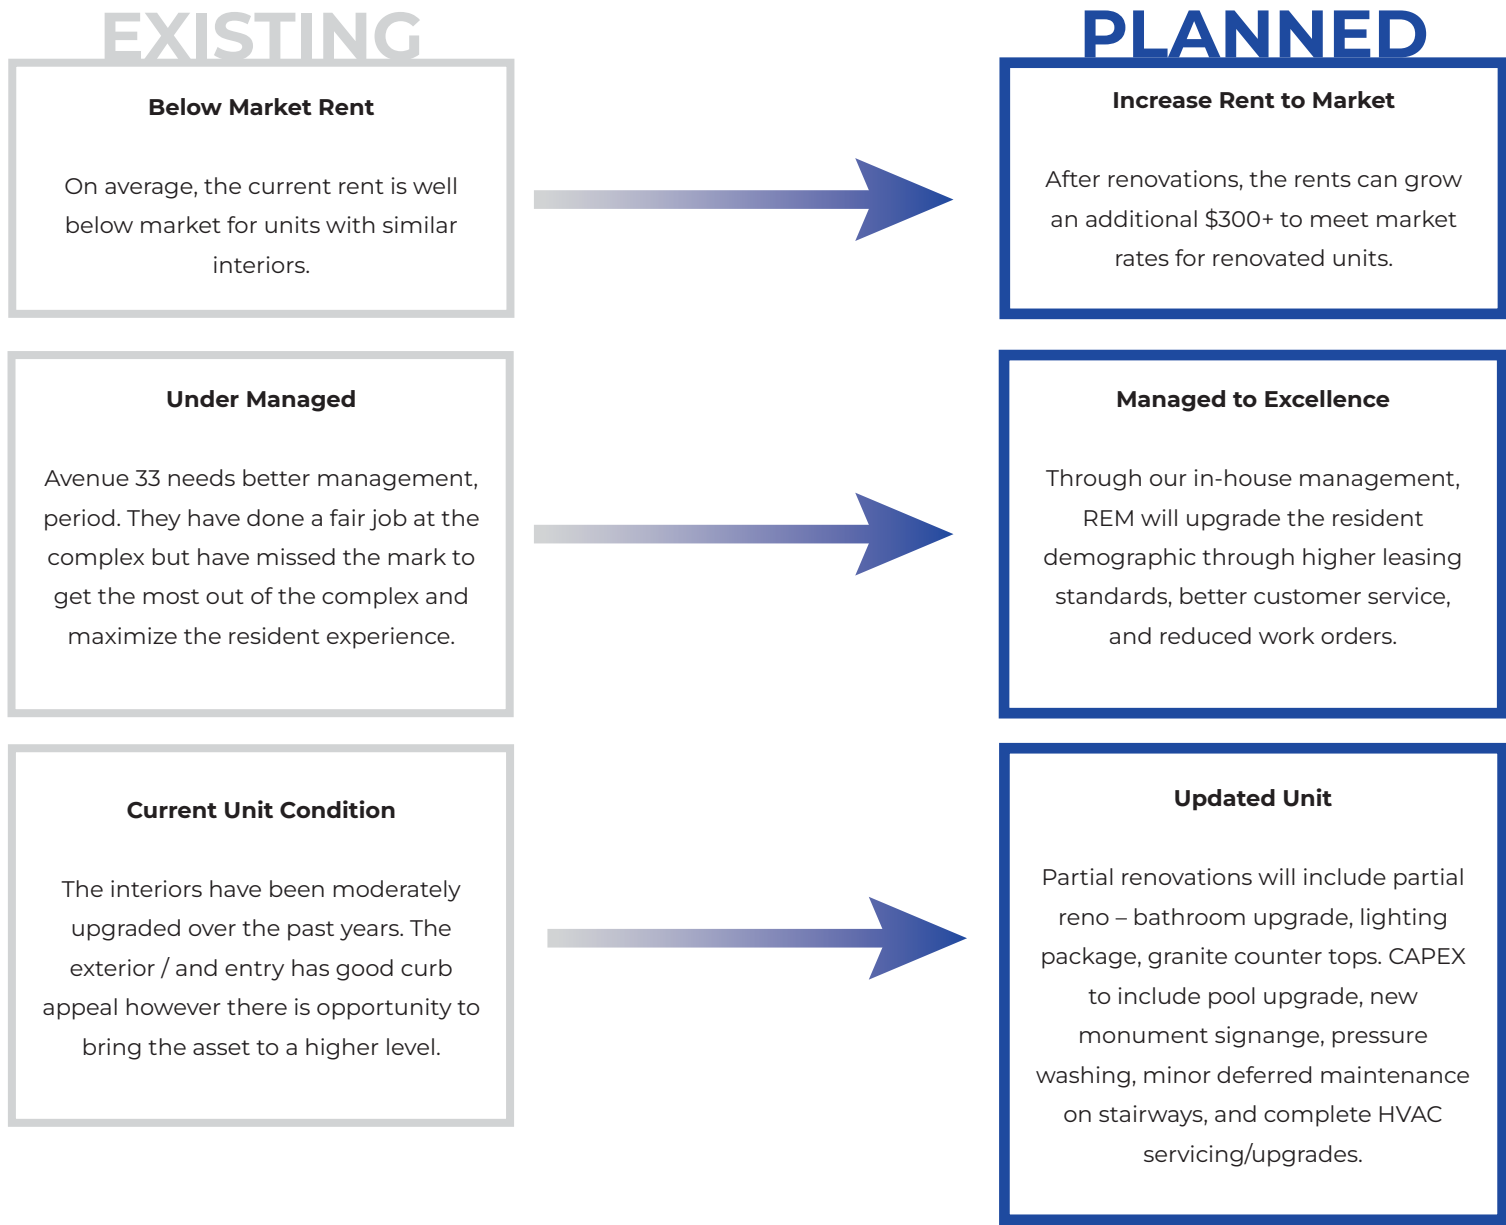 EXISTING
Below Market Rent
On average, the current rent is well
below market for units with similar
interiors.
PLANNED
Increase Rent to Market
After renovations, the rents can grow
an additional $300+ to meet market
rates for renovated units.
Under Managed
Avenue 33 needs better management,
period. They have done a fair job at the
complex but have missed the mark to
get the most out of the complex and
maximize the resident experience.
Managed to Excellence
Through our in-house management,
REM will upgrade the resident
demographic through higher leasing
standards, better customer service,
and reduced work orders.
Current Unit Condition
The interiors have been moderately
upgraded over the past years. The
exterior / and entry has good curb
appeal however there is opportunity to
bring the asset to a higher level.
Updated Unit
Partial renovations will include partial
reno – bathroom upgrade, lighting
package, granite counter tops. CAPEX
to include pool upgrade, new
monument signange, pressure
washing, minor deferred maintenance
on stairways, and complete HVAC
servicing/upgrades.